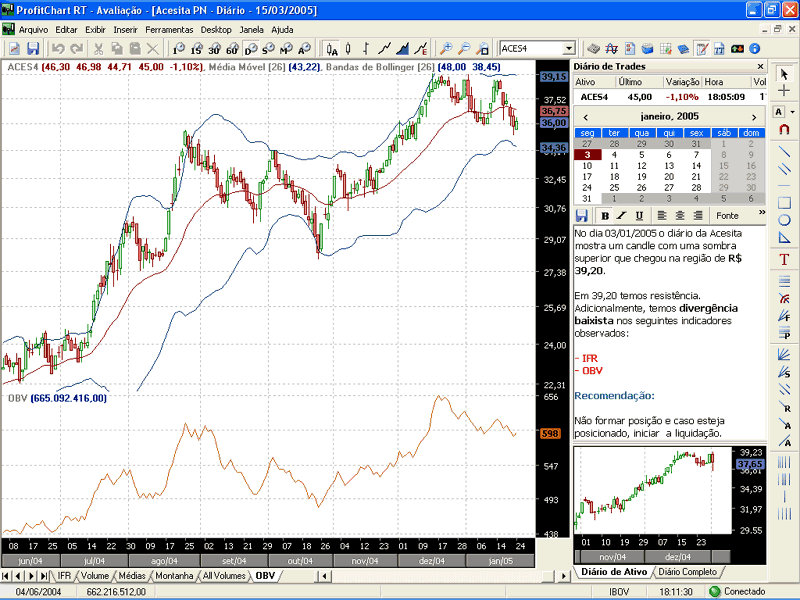 ProfitChart RT - Avaliação - [Acesita PN - Diário - 15/03/2005]
Arquivo Editar Exibir Inserir Ferramentas Desktop Janela Ajuda
ACES4
ACES4 (46,30 46,98 44,71 45,00 -1,10%), Média Móvel [26] (43,22), Bandas de Bollinger [26] (48,00 38,45)
39,15
37,52
36,75
36,00
34,36
32,45
30,76
29,07
27,38
25,69
24,00
22,31
OBV (665.092.416,00)
656
598
547
493
438
08 17 25 05 14 22 30 09 17 25 02 13 21 29 07 18 26 04 12 23 01 09 17 27 06 14 24
jun/04 jul/04 ago/04 set/04 out/04 nov/04 dez/04 jan/05
IFR Volume Médias Montanha All Volumes OBV
04/06/2004 662.216.512,00 IBOV 18:11:30 Conectado
Diário de Trades
Ativo Último Variação Hora Vol
ACES4 45,00 -1,10% 18:05:09 1
janeiro, 2005
seg ter qua qui sex sáb dom
27 28 29 30 31 1 2
3 4 5 6 7 8 9
10 11 12 13 14 15 16
17 18 19 20 21 22 23
24 25 26 27 28 29 30
31 1 2 3 4 5 6
B I U Fonte »
No dia 03/01/2005 o diário da Acesita
mostra um candle com uma sombra
superior que chegou na região de R$
39,20.
Em 39,20 temos resistência.
Adicionalmente, temos divergência
baixista nos seguintes indicadores
observados:
- IFR
- OBV
Recomendação:
Não formar posição e caso esteja
posicionado, iniciar a liquidação.
39,23
37,65
34,39
31,97
29,55
01 10 19 29 08 15 23
nov/04 dez/04
Diário de Ativo Diário Completo